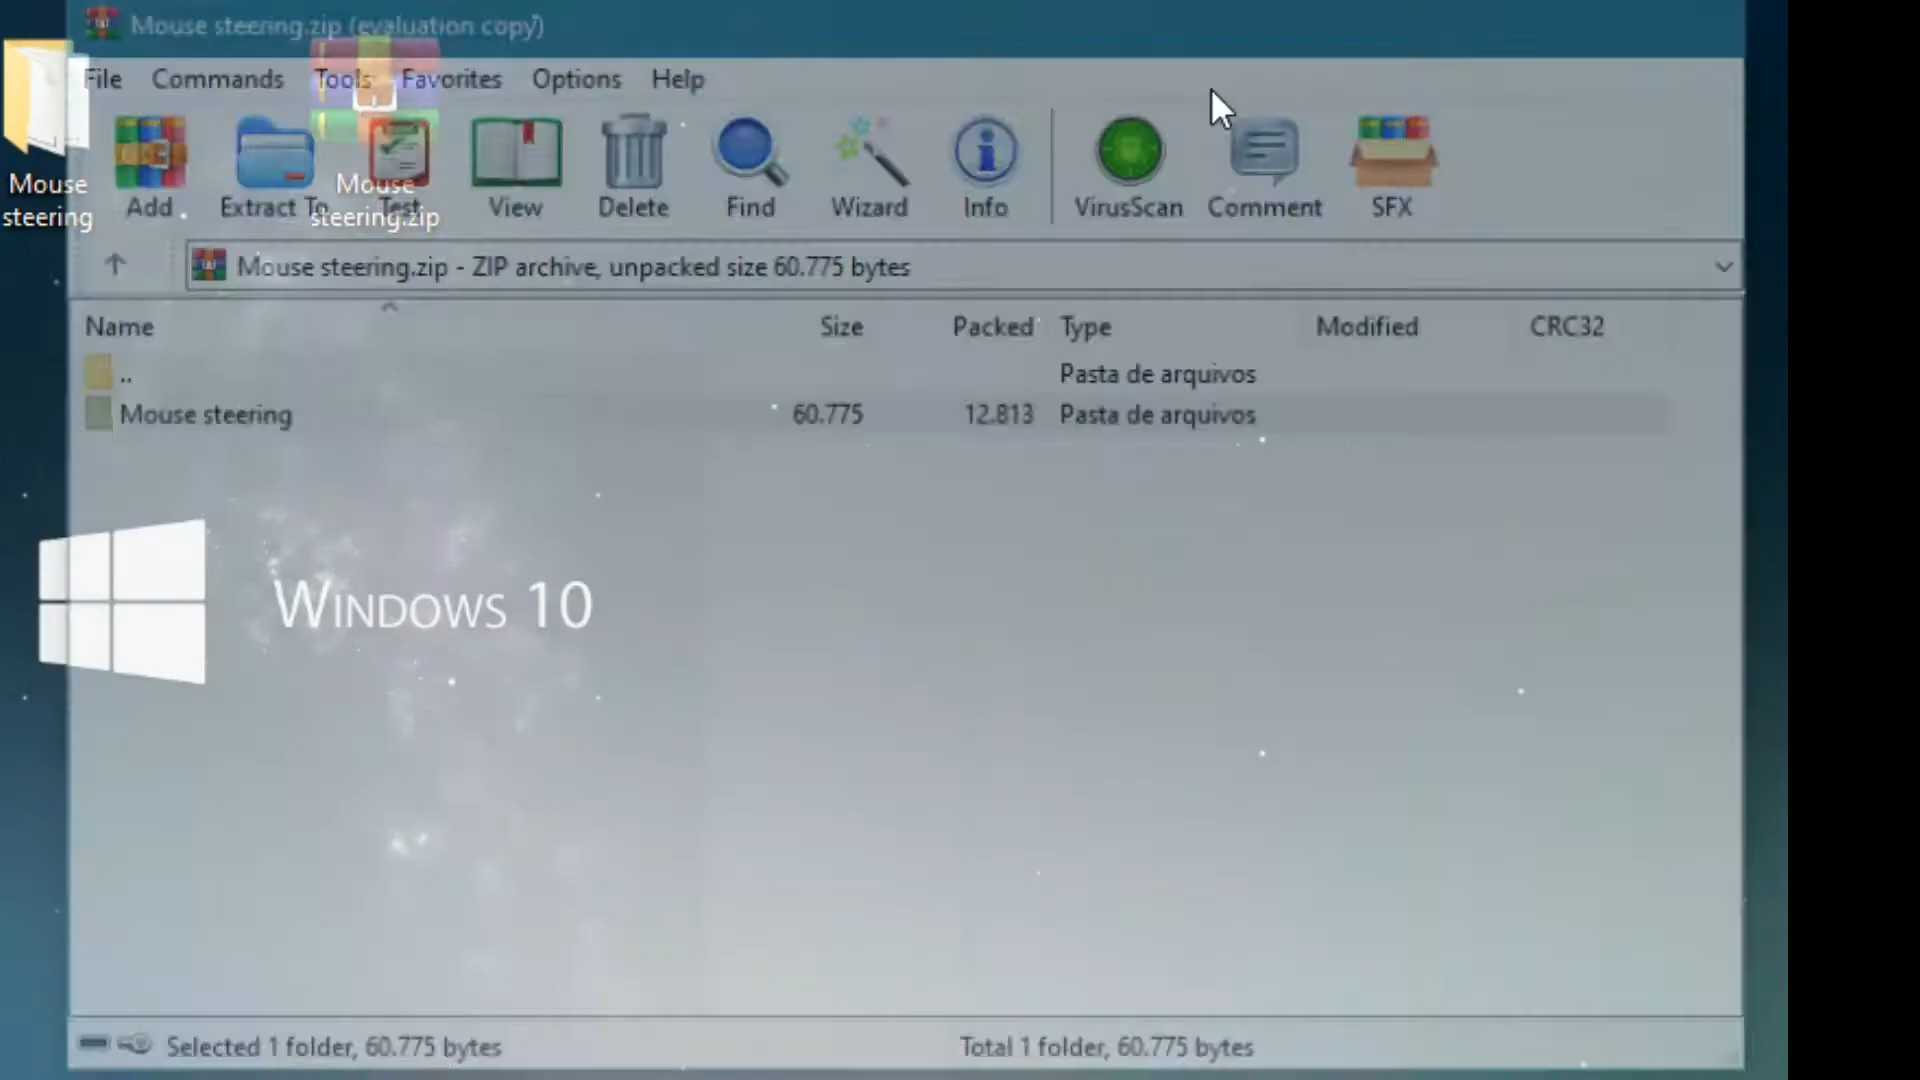 Mouse steering.zip (evaluation copy)
File Commands Tools Favorites Options Help
Add Extract To Test View Delete Find Wizard Info VirusScan Comment SFX
Mouse
steering
Mouse
steering.zip
Mouse steering.zip - ZIP archive, unpacked size 60.775 bytes
Name Size Packed Type Modified CRC32
.. Pasta de arquivos
Mouse steering 60.775 12.813 Pasta de arquivos
WINDOWS 10
Selected 1 folder, 60.775 bytes Total 1 folder, 60.775 bytes